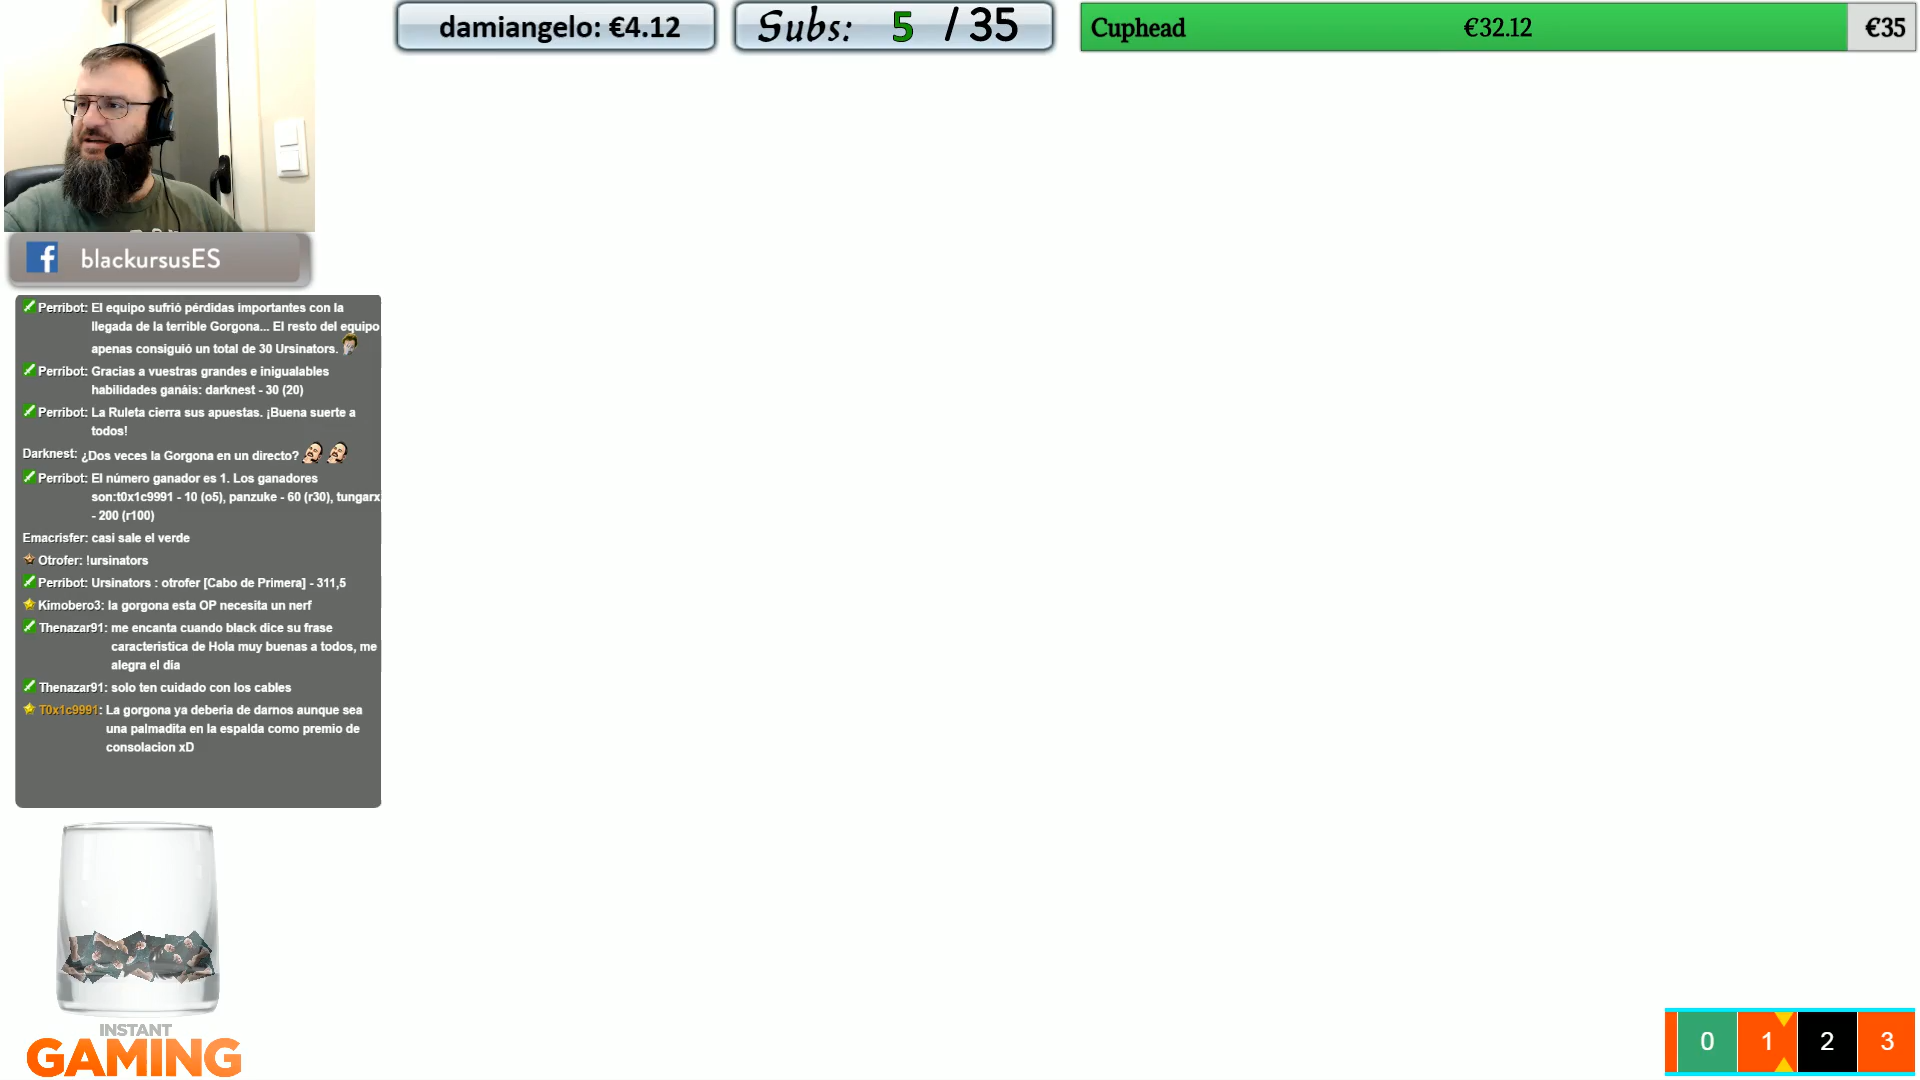 damiangelo: €4.12
Subs: 5 / 35
Cuphead €32.12 €35
blackursusES
Perribot: El equipo sufrió pérdidas importantes con la
llegada de la terrible Gorgona... El resto del equipo
apenas consiguió un total de 30 Ursinators.
Perribot: Gracias a vuestras grandes e inigualables
habilidades ganáis: darknest - 30 (20)
Perribot: La Ruleta cierra sus apuestas. ¡Buena suerte a
todos!
Darknest: ¿Dos veces la Gorgona en un directo?
Perribot: El número ganador es 1. Los ganadores
son:t0x1c9991 - 10 (o5), panzuke - 60 (r30), tungarx
- 200 (r100)
Emacrisfer: casi sale el verde
Otrofer: !ursinators
Perribot: Ursinators : otrofer [Cabo de Primera] - 311,5
Kimobero3: la gorgona esta OP necesita un nerf
Thenazar91: me encanta cuando black dice su frase
caracteristica de Hola muy buenas a todos, me
alegra el día
Thenazar91: solo ten cuidado con los cables
T0x1c9991: La gorgona ya deberia de darnos aunque sea
una palmadita en la espalda como premio de
consolacion xD
INSTANT
GAMING
0 1 2 3